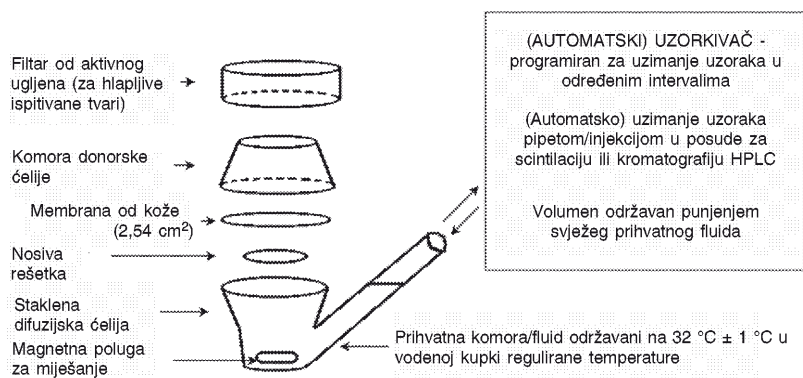 Filtar od aktivnog
ugljena (za hlapljive
ispitivane tvari)
Komora donorske
ćelije
Membrana od kože
(2,54 cm²)
Nosiva
rešetka
Staklena
difuzijska ćelija
Magnetna poluga
za miješanje
(AUTOMATSKI) UZORKIVAČ -
programiran za uzimanje uzoraka u
određenim intervalima
(Automatsko) uzimanje uzoraka
pipetom/injekcijom u posude za
scintilaciju ili kromatografiju HPLC
Volumen održavan punjenjem
svježeg prihvatnog fluida
Prihvatna komora/fluid održavani na 32 °C ± 1 °C u
vodenoj kupki regulirane temperature